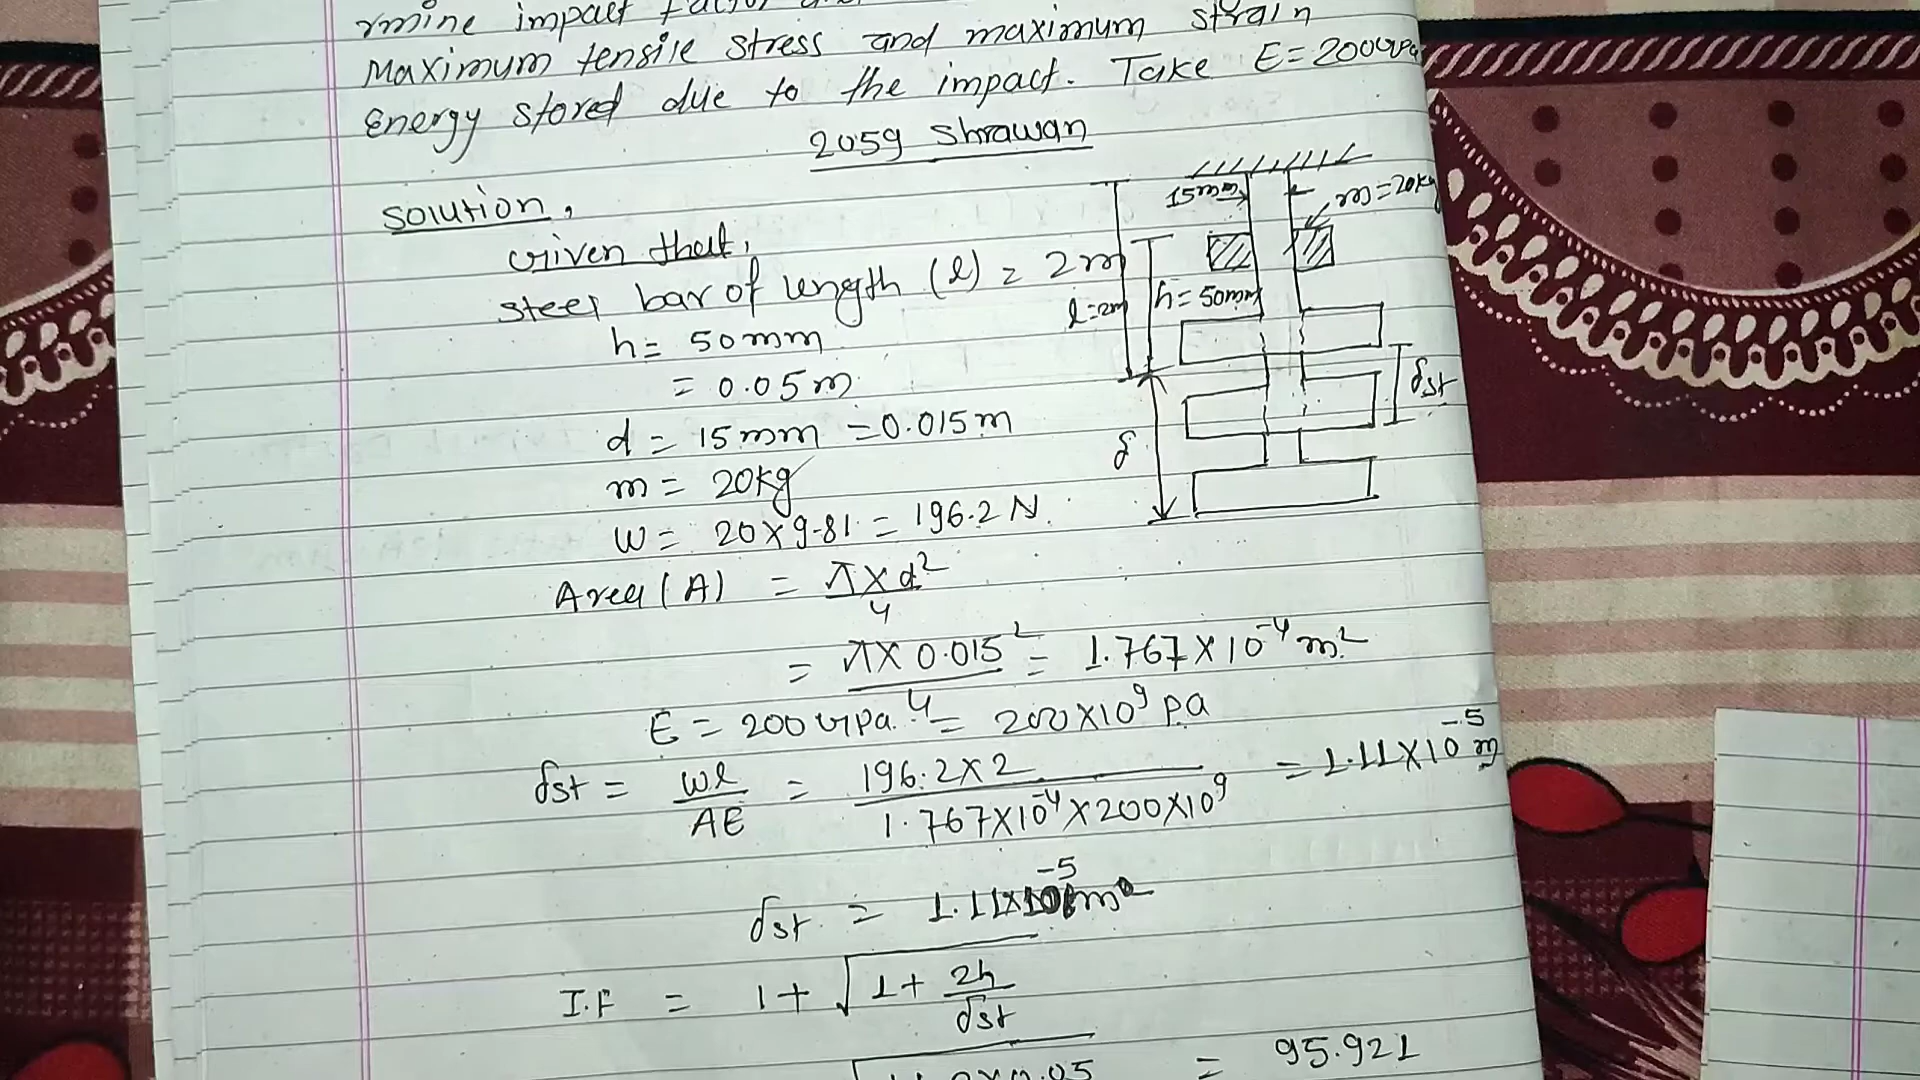 rmine impact
Maximum tensile stress and maximum strain
energy stored due to the impact. Take E=200GPa
2059 Shrawan
Solution,
Given that,
steel bar of length (l) = 2m
h = 50mm
= 0.05m
d = 15mm = 0.015m
m = 20kg
W = 20×9.81 = 196.2 N.
Area (A) = π×d²/4
= π×0.015²/4 = 1.767×10⁻⁴ m²
E = 200 GPa = 200×10⁹ Pa
δst = Wl/AE = 196.2×2/1.767×10⁻⁴×200×10⁹ = 1.11×10⁻⁵ m
δst = 1.11×10⁻⁵ m
I.F = 1+√1+2h/δst
= 95.921
15mm
m=20kg
l=2m
h=50mm
δst
δ